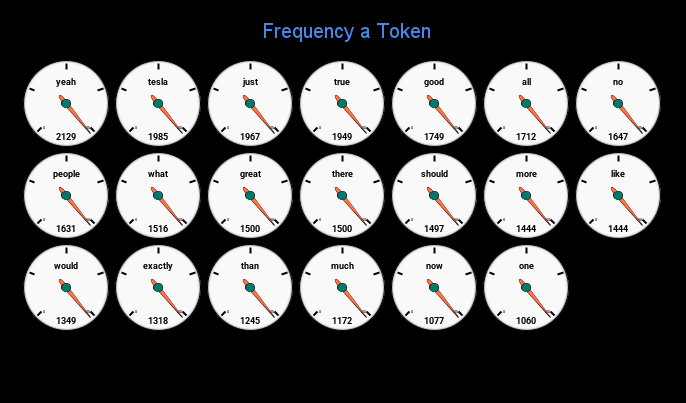 Frequency a Token
yeah tesla just true good all no
2129 1985 1967 1949 1749 1712 1647
people what great there should more like
1631 1516 1500 1500 1497 1444 1444
would exactly than much now one
1349 1318 1245 1172 1077 1060